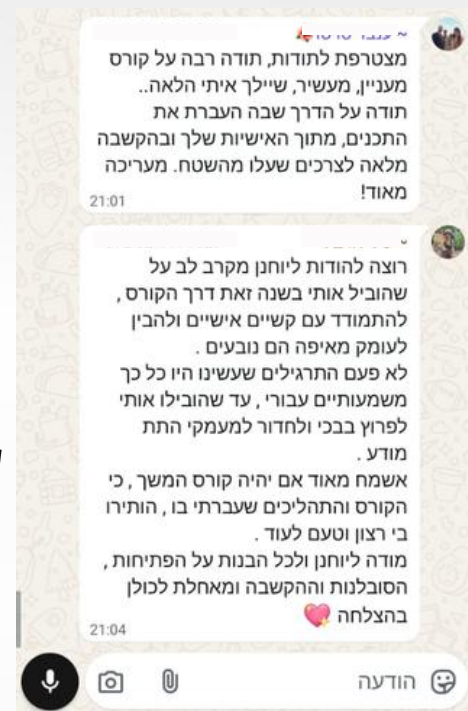 מצטרפת לתודות, תודה רבה על קורס
מעניין, מעשיר, שיילך איתי הלאה..
תודה על הדרך שבה העברת את
התכנים, מתוך האישיות שלך ובהקשבה
מלאה לצרכים שעלו מהשטח. מעריכה
מאוד!
21:01
רוצה להודות ליוחנן מקרב לב על
שהוביל אותי בשנה זאת דרך הקורס ,
להתמודד עם קשיים אישיים ולהבין
לעומק מאיפה הם נובעים .
לא פעם התרגילים שעשינו היו כל כך
משמעותיים עבורי , עד שהובילו אותי
לפרוץ בבכי ולחדור למעמקי התת
מודע .
אשמח מאוד אם יהיה קורס המשך , כי
הקורס והתהליכים שעברתי בו , הותירו
בי רצון וטעם לעוד .
מודה ליוחנן ולכל הבנות על הפתיחות ,
הסובלנות וההקשבה ומאחלת לכולן
בהצלחה 💖
21:04
הודעה